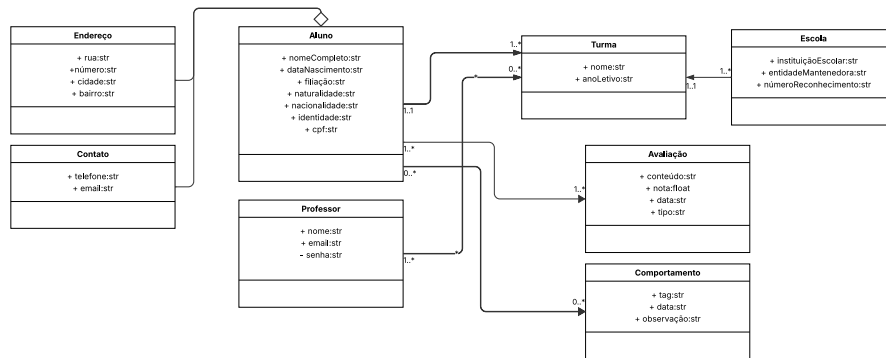 Endereço
+ rua:str
+número:str
+ cidade:str
+ bairro:str
Contato
+ telefone:str
+ email:str
Aluno
+ nomeCompleto:str
+ dataNascimento:str
+ filiação:str
+ naturalidade:str
+ nacionalidade:str
+ identidade:str
+ cpf:str
1..1
1..*
0..*
Professor
+ nome:str
+ email:str
- senha:str
1..*
*
*
1..*
0..*
Turma
+ nome:str
+ anoLetivo:str
1..1
1..*
Escola
+ instituiçãoEscolar:str
+ entidadeMantenedora:str
+ númeroReconhecimento:str
1..*
Avaliação
+ conteúdo:str
+ nota:float
+ data:str
+ tipo:str
0..*
Comportamento
+ tag:str
+ data:str
+ observação:str